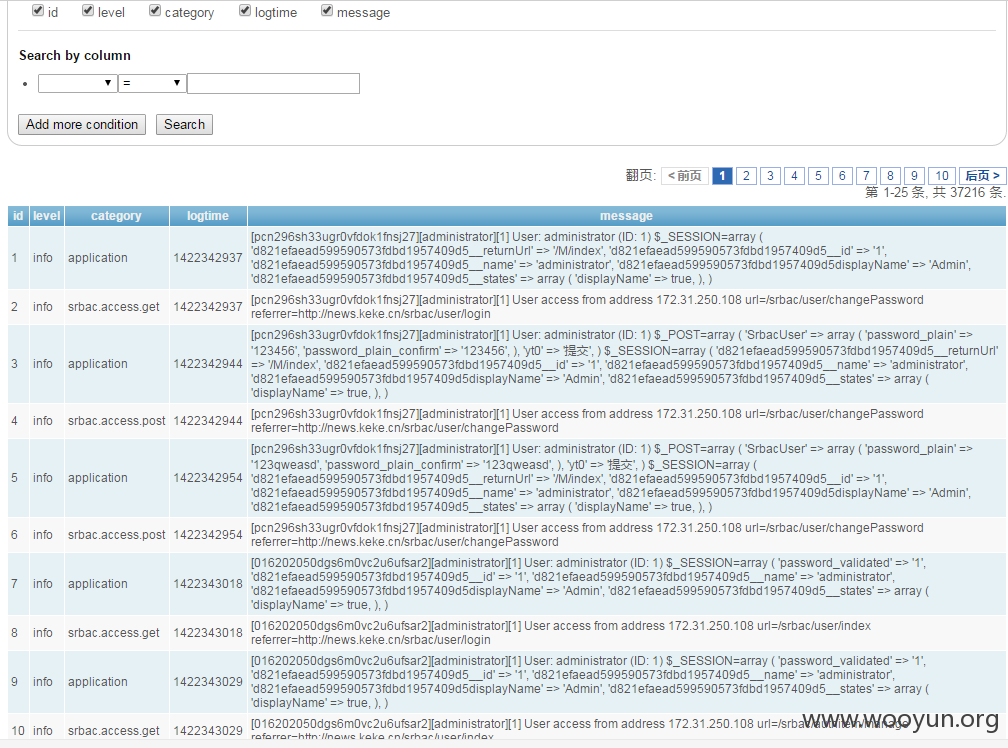 id level category logtime message
Search by column
=
Add more condition Search
翻页: < 前页 1 2 3 4 5 6 7 8 9 10 后页 >
第 1-25 条, 共 37216 条.
id level category logtime message
1 info application 1422342937 [pcn296sh33ugr0vfdok1fnsj27][administrator][1] User: administrator (ID: 1) $_SESSION=array (
'd821efaead599590573fdbd1957409d5__returnUrl' => '/M/index', 'd821efaead599590573fdbd1957409d5__id' => '1',
'd821efaead599590573fdbd1957409d5__name' => 'administrator', 'd821efaead599590573fdbd1957409d5displayName' => 'Admin',
'd821efaead599590573fdbd1957409d5__states' => array ( 'displayName' => true, ), )
2 info srbac.access.get 1422342937 [pcn296sh33ugr0vfdok1fnsj27][administrator][1] User access from address 172.31.250.108 url=/srbac/user/changePassword
referrer=http://news.keke.cn/srbac/user/login
3 info application 1422342944 [pcn296sh33ugr0vfdok1fnsj27][administrator][1] User: administrator (ID: 1) $_POST=array ( 'SrbacUser' => array ( 'password_plain' =>
'123456', 'password_plain_confirm' => '123456', ), 'yt0' => '提交', ) $_SESSION=array ( 'd821efaead599590573fdbd1957409d5__returnUrl'
=> '/M/index', 'd821efaead599590573fdbd1957409d5__id' => '1', 'd821efaead599590573fdbd1957409d5__name' => 'administrator',
'd821efaead599590573fdbd1957409d5displayName' => 'Admin', 'd821efaead599590573fdbd1957409d5__states' => array (
'displayName' => true, ), )
4 info srbac.access.post 1422342944 [pcn296sh33ugr0vfdok1fnsj27][administrator][1] User access from address 172.31.250.108 url=/srbac/user/changePassword
referrer=http://news.keke.cn/srbac/user/changePassword
5 info application 1422342954 [pcn296sh33ugr0vfdok1fnsj27][administrator][1] User: administrator (ID: 1) $_POST=array ( 'SrbacUser' => array ( 'password_plain' =>
'123qweasd', 'password_plain_confirm' => '123qweasd', ), 'yt0' => '提交', ) $_SESSION=array (
'd821efaead599590573fdbd1957409d5__returnUrl' => '/M/index', 'd821efaead599590573fdbd1957409d5__id' => '1',
'd821efaead599590573fdbd1957409d5__name' => 'administrator', 'd821efaead599590573fdbd1957409d5displayName' => 'Admin',
'd821efaead599590573fdbd1957409d5__states' => array ( 'displayName' => true, ), )
6 info srbac.access.post 1422342954 [pcn296sh33ugr0vfdok1fnsj27][administrator][1] User access from address 172.31.250.108 url=/srbac/user/changePassword
referrer=http://news.keke.cn/srbac/user/changePassword
7 info application 1422343018 [016202050dgs6m0vc2u6ufsar2][administrator][1] User: administrator (ID: 1) $_SESSION=array ( 'password_validated' => '1',
'd821efaead599590573fdbd1957409d5__id' => '1', 'd821efaead599590573fdbd1957409d5__name' => 'administrator',
'd821efaead599590573fdbd1957409d5displayName' => 'Admin', 'd821efaead599590573fdbd1957409d5__states' => array (
'displayName' => true, ), )
8 info srbac.access.get 1422343018 [016202050dgs6m0vc2u6ufsar2][administrator][1] User access from address 172.31.250.108 url=/srbac/user/index
referrer=http://news.keke.cn/srbac/user/login
9 info application 1422343029 [016202050dgs6m0vc2u6ufsar2][administrator][1] User: administrator (ID: 1) $_SESSION=array ( 'password_validated' => '1',
'd821efaead599590573fdbd1957409d5__id' => '1', 'd821efaead599590573fdbd1957409d5__name' => 'administrator',
'd821efaead599590573fdbd1957409d5displayName' => 'Admin', 'd821efaead599590573fdbd1957409d5__states' => array (
'displayName' => true, ), )
10 info srbac.access.get 1422343029 [016202050dgs6m0vc2u6ufsar2][administrator][1] User access from address 172.31.250.108 url=/srbac/authitem/manage
referrer=http://news.keke.cn/srbac/user/index
www.wooyun.org